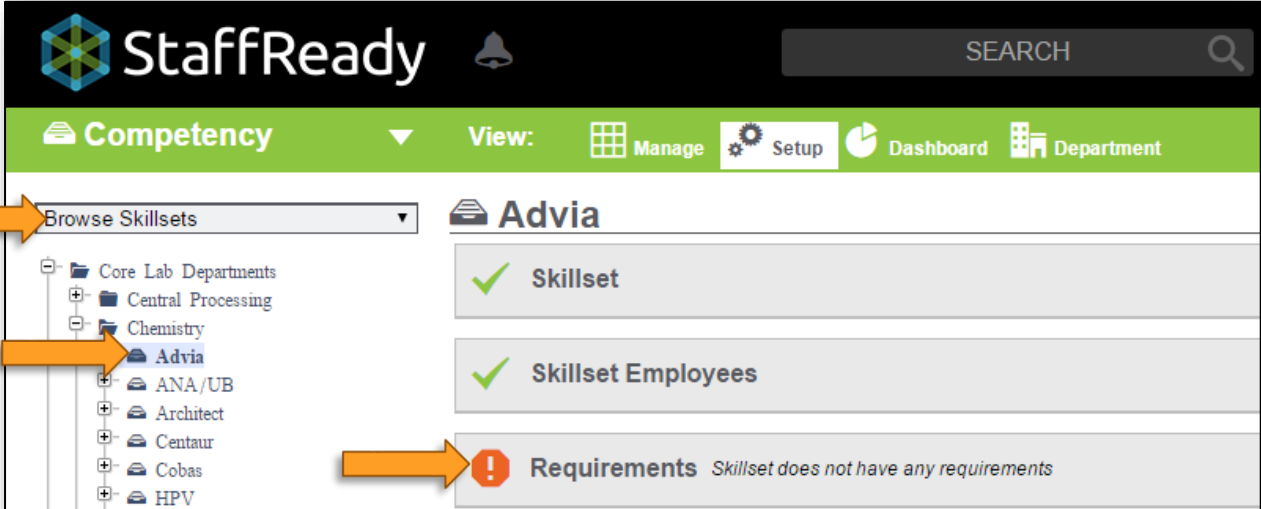 StaffReady
SEARCH
Competency View: Manage Setup Dashboard Department
Browse Skillsets
Core Lab Departments
Central Processing
Chemistry
Advia
ANA/UB
Architect
Centaur
Cobas
HPV
Advia
Skillset
Skillset Employees
Requirements Skillset does not have any requirements